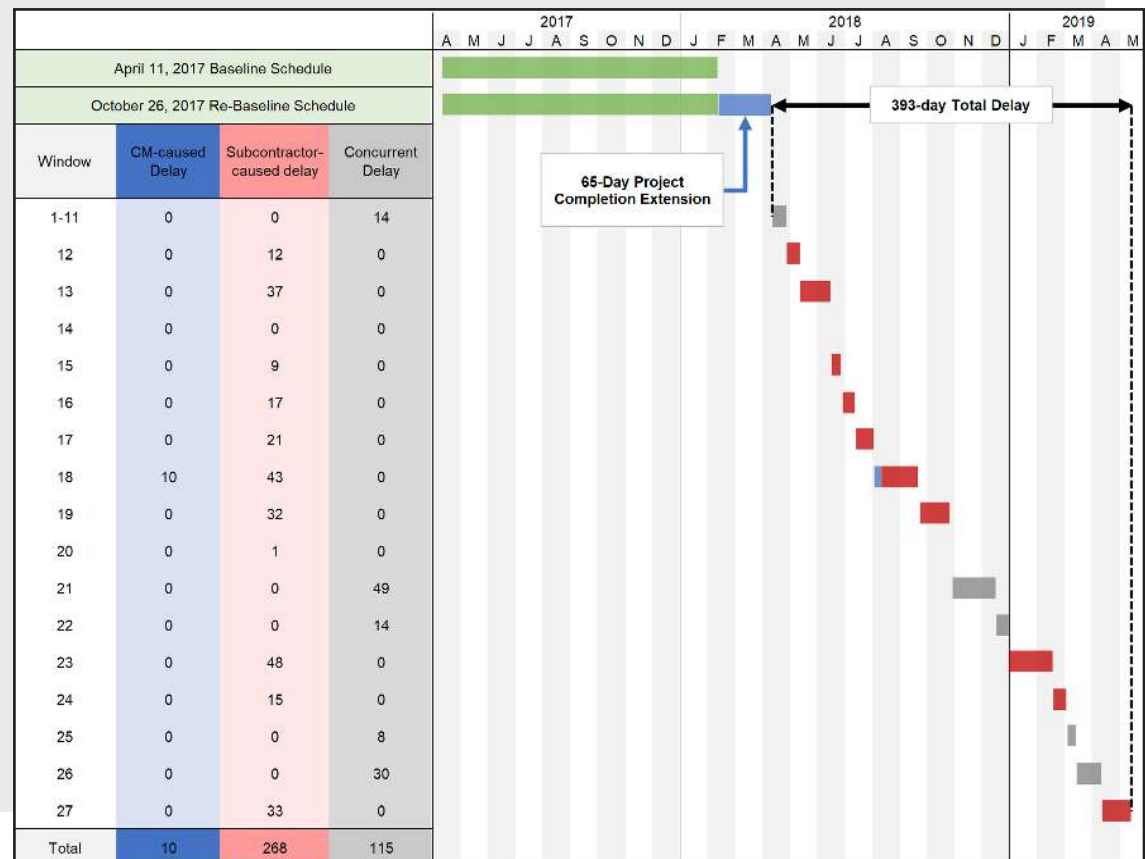 2017 2018 2019
A M J J A S O N D J F M A M J J A S O N D J F M A M
April 11, 2017 Baseline Schedule
October 26, 2017 Re-Baseline Schedule
393-day Total Delay
65-Day Project
Completion Extension
Window CM-caused Delay Subcontractor-caused delay Concurrent Delay
1-11 0 0 14
12 0 12 0
13 0 37 0
14 0 0 0
15 0 9 0
16 0 17 0
17 0 21 0
18 10 43 0
19 0 32 0
20 0 1 0
21 0 0 49
22 0 0 14
23 0 48 0
24 0 15 0
25 0 0 8
26 0 0 30
27 0 33 0
Total 10 268 115